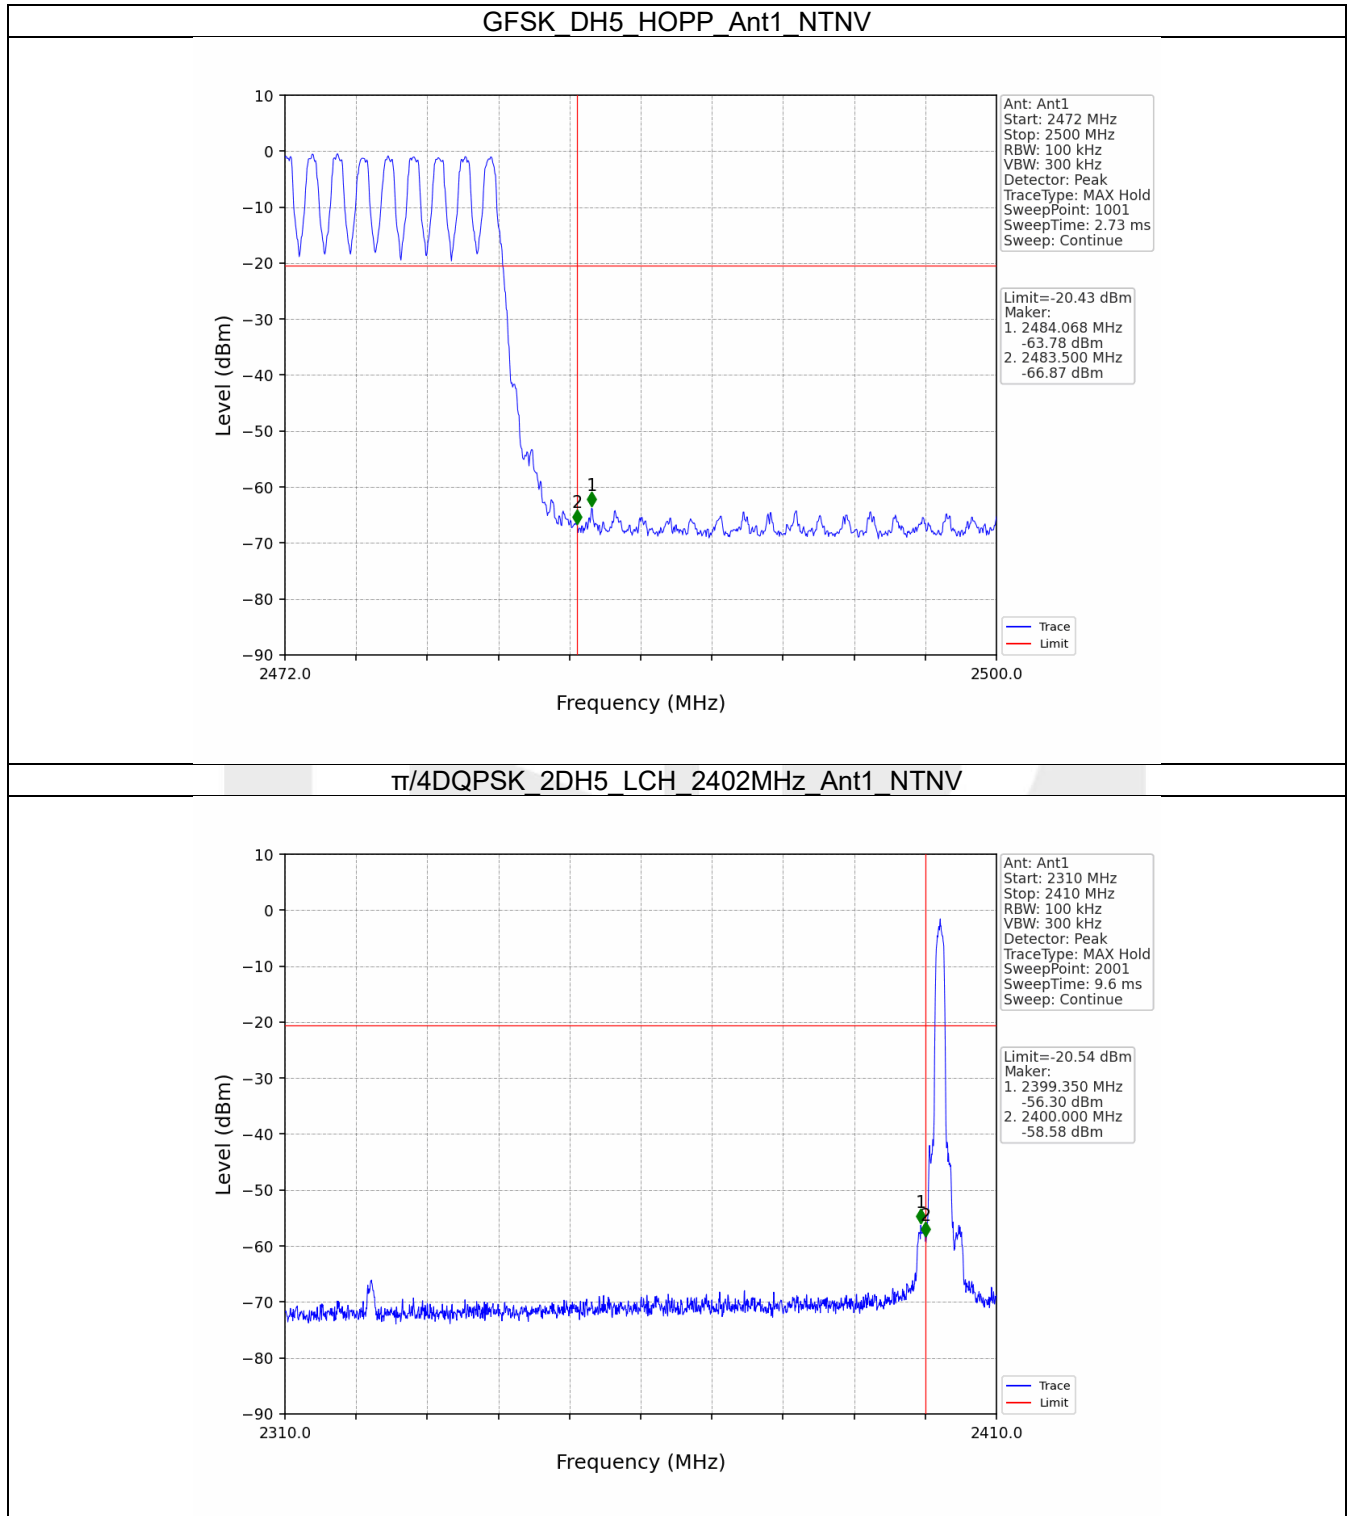 GFSK_DH5_HOPP_Ant1_NTNV
10
0
−10
−20
−30
−40
−50
−60
−70
−80
−90
Level (dBm)
1
2
2472.0
2500.0
Frequency (MHz)
Ant: Ant1
Start: 2472 MHz
Stop: 2500 MHz
RBW: 100 kHz
VBW: 300 kHz
Detector: Peak
TraceType: MAX Hold
SweepPoint: 1001
SweepTime: 2.73 ms
Sweep: Continue
Limit=-20.43 dBm
Maker:
1. 2484.068 MHz
-63.78 dBm
2. 2483.500 MHz
-66.87 dBm
Trace
Limit
π/4DQPSK_2DH5_LCH_2402MHz_Ant1_NTNV
10
0
−10
−20
−30
−40
−50
−60
−70
−80
−90
Level (dBm)
1
2
2310.0
2410.0
Frequency (MHz)
Ant: Ant1
Start: 2310 MHz
Stop: 2410 MHz
RBW: 100 kHz
VBW: 300 kHz
Detector: Peak
TraceType: MAX Hold
SweepPoint: 2001
SweepTime: 9.6 ms
Sweep: Continue
Limit=-20.54 dBm
Maker:
1. 2399.350 MHz
-56.30 dBm
2. 2400.000 MHz
-58.58 dBm
Trace
Limit